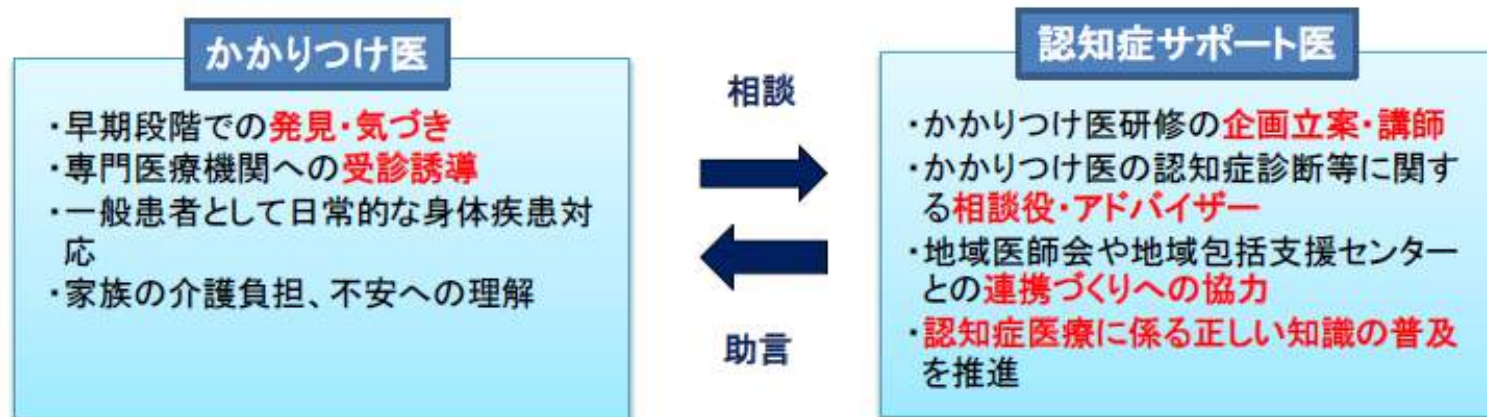 かかりつけ医
・早期段階での発見・気づき
・専門医療機関への受診誘導
・一般患者として日常的な身体疾患対
応
・家族の介護負担、不安への理解
相談
助言
認知症サポート医
・かかりつけ医研修の企画立案・講師
・かかりつけ医の認知症診断等に関す
る相談役・アドバイザー
・地域医師会や地域包括支援センター
との連携づくりへの協力
・認知症医療に係る正しい知識の普及
を推進